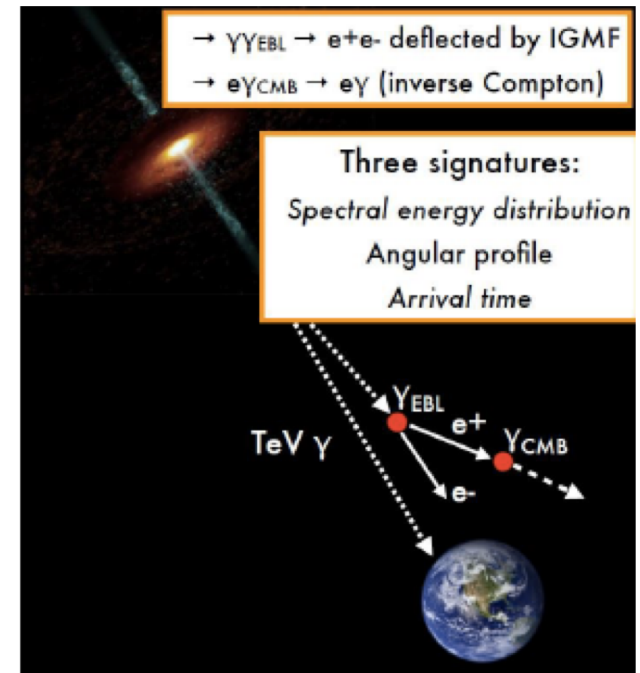 → γγEBL → e+e- deflected by IGMF
→ eγCMB → eγ (inverse Compton)
Three signatures:
Spectral energy distribution
Angular profile
Arrival time
γEBL
e+
γCMB
TeV γ
e-